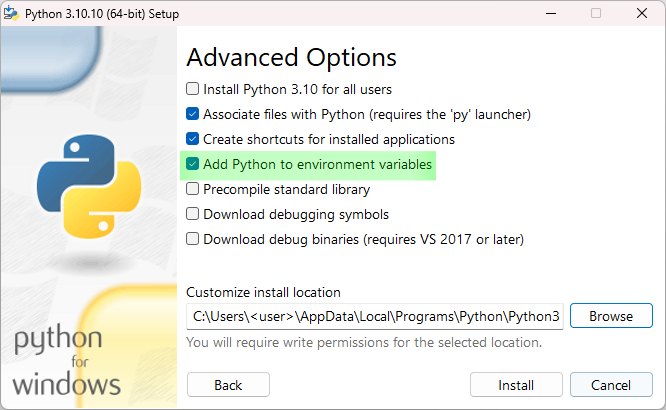 Python 3.10.10 (64-bit) Setup
Advanced Options
Install Python 3.10 for all users
Associate files with Python (requires the 'py' launcher)
Create shortcuts for installed applications
Add Python to environment variables
Precompile standard library
Download debugging symbols
Download debug binaries (requires VS 2017 or later)
Customize install location
C:\Users\<user>\AppData\Local\Programs\Python\Python3
Browse
You will require write permissions for the selected location.
python
for
windows
Back
Install
Cancel